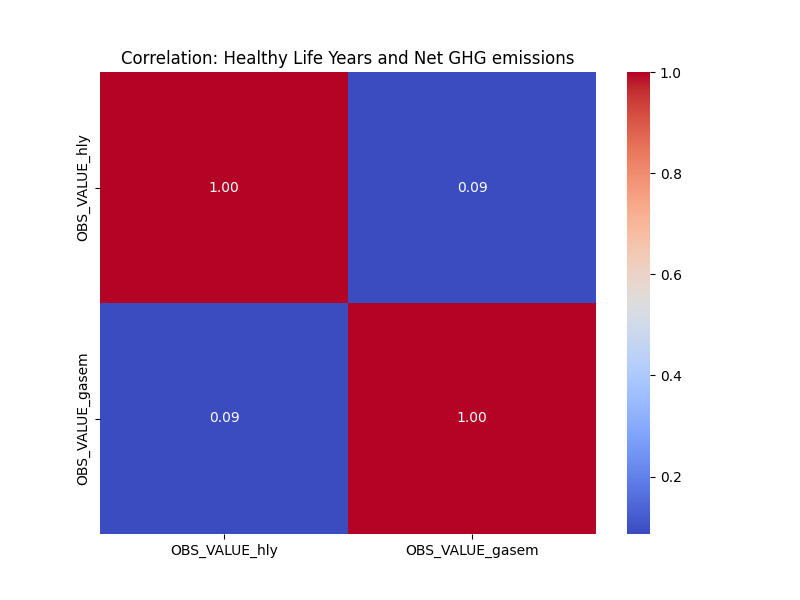 Correlation: Healthy Life Years and Net GHG emissions
OBS_VALUE_hly
OBS_VALUE_gasem
1.00
0.09
0.09
1.00
OBS_VALUE_hly
OBS_VALUE_gasem
1.0
0.8
0.6
0.4
0.2